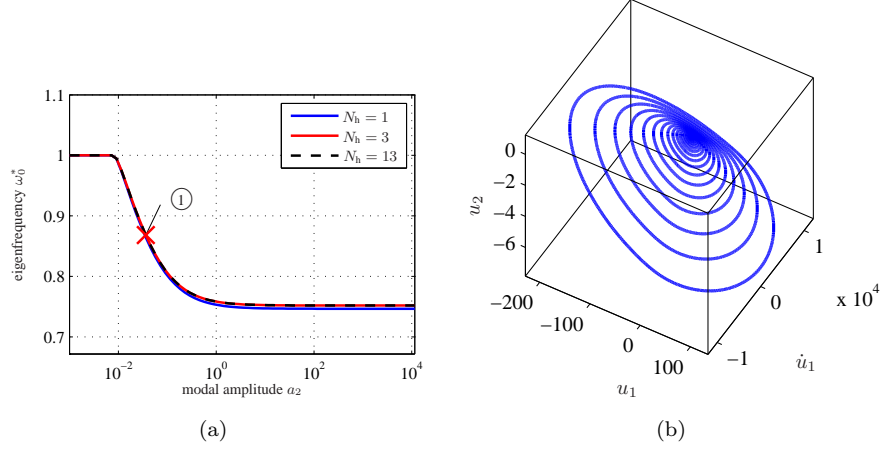 1.1
1
0.9
0.8
0.7
eigenfrequency ω₀*
N_h = 1
N_h = 3
N_h = 13
1
10⁻² 10⁰ 10² 10⁴
modal amplitude a₂
(a)
0
−2
−4
−6
u₂
−200
−100
0
100
u₁
−1
0
1
x 10⁴
u̇₁
(b)